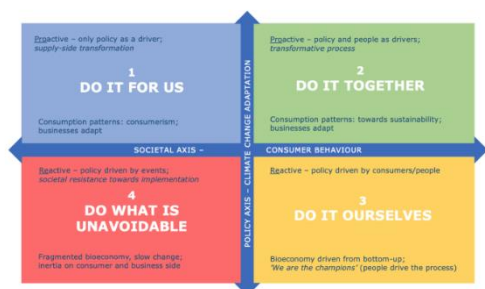 Proactive – only policy as a driver;
supply-side transformation
1
DO IT FOR US
Consumption patterns: consumerism;
businesses adapt
Proactive – policy and people as drivers;
transformative process
2
DO IT TOGETHER
Consumption patterns: towards sustainability;
businesses adapt
SOCIETAL AXIS –
CONSUMER BEHAVIOUR
POLICY AXIS – CLIMATE CHANGE ADAPTATION
Reactive – policy driven by events;
societal resistance towards implementation
4
DO WHAT IS
UNAVOIDABLE
Fragmented bioeconomy, slow change;
inertia on consumer and business side
Reactive – policy driven by consumers/people
3
DO IT OURSELVES
Bioeconomy driven from bottom-up;
'We are the champions' (people drive the process)